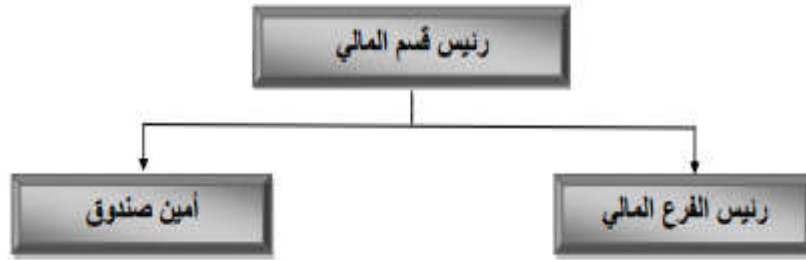 رئيس قسم المالي
رئيس الفرع المالي
أمين صندوق